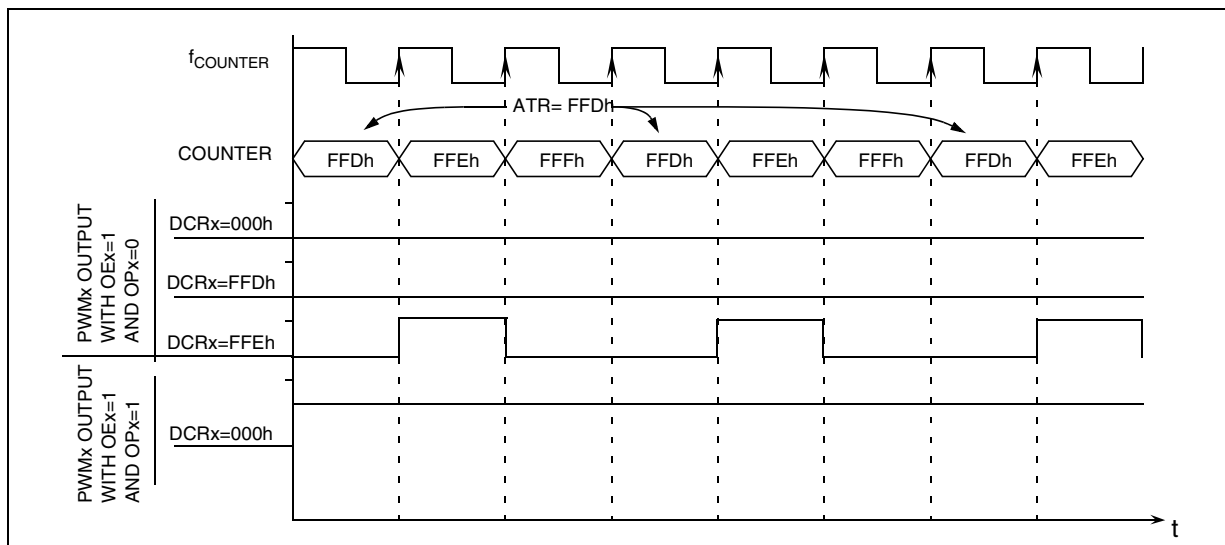 fCOUNTER
ATR= FFDh
COUNTER
FFDh FFEh FFFh FFDh FFEh FFFh FFDh FFEh
PWMx OUTPUT
WITH OEx=1
AND OPx=0
DCRx=000h
DCRx=FFDh
DCRx=FFEh
PWMx OUTPUT
WITH OEx=1
AND OPx=1
DCRx=000h
t